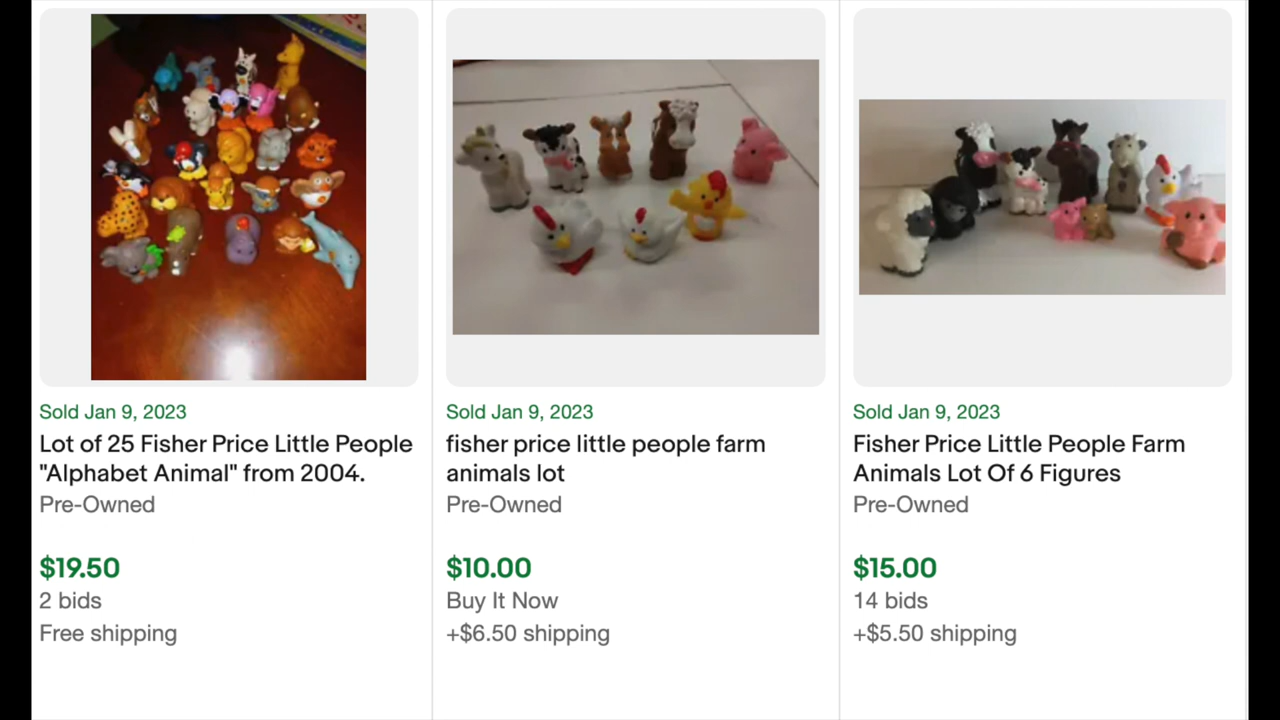 Sold Jan 9, 2023
Lot of 25 Fisher Price Little People
"Alphabet Animal" from 2004.
Pre-Owned
$19.50
2 bids
Free shipping
Sold Jan 9, 2023
fisher price little people farm
animals lot
Pre-Owned
$10.00
Buy It Now
+$6.50 shipping
Sold Jan 9, 2023
Fisher Price Little People Farm
Animals Lot Of 6 Figures
Pre-Owned
$15.00
14 bids
+$5.50 shipping